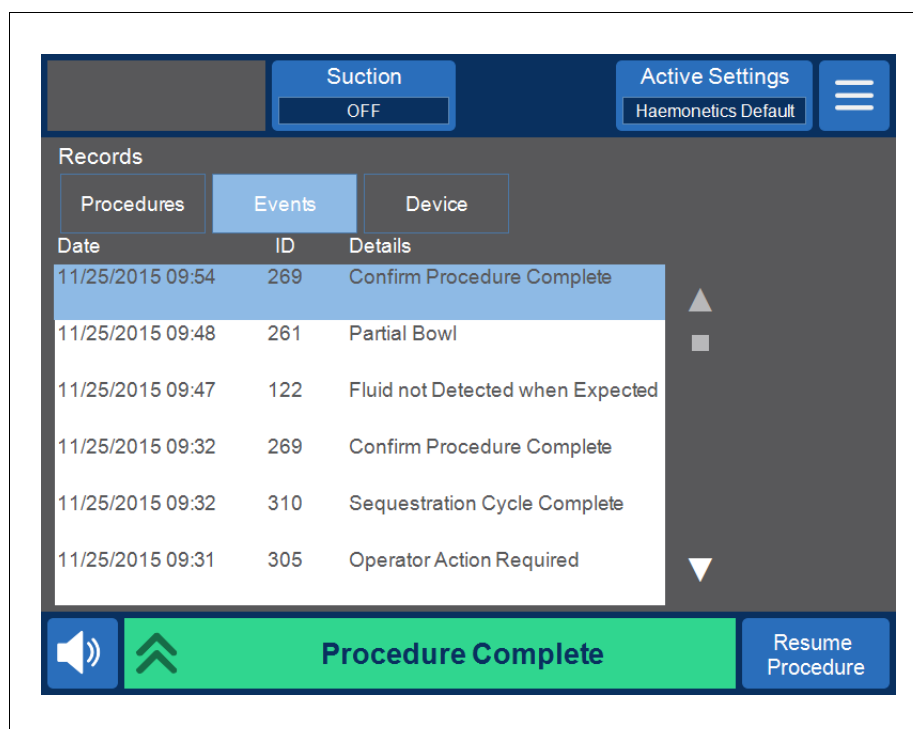 Suction
OFF
Active Settings
Haemonetics Default
Records
Procedures Events Device
Date ID Details
11/25/2015 09:54 269 Confirm Procedure Complete
11/25/2015 09:48 261 Partial Bowl
11/25/2015 09:47 122 Fluid not Detected when Expected
11/25/2015 09:32 269 Confirm Procedure Complete
11/25/2015 09:32 310 Sequestration Cycle Complete
11/25/2015 09:31 305 Operator Action Required
Procedure Complete
Resume
Procedure